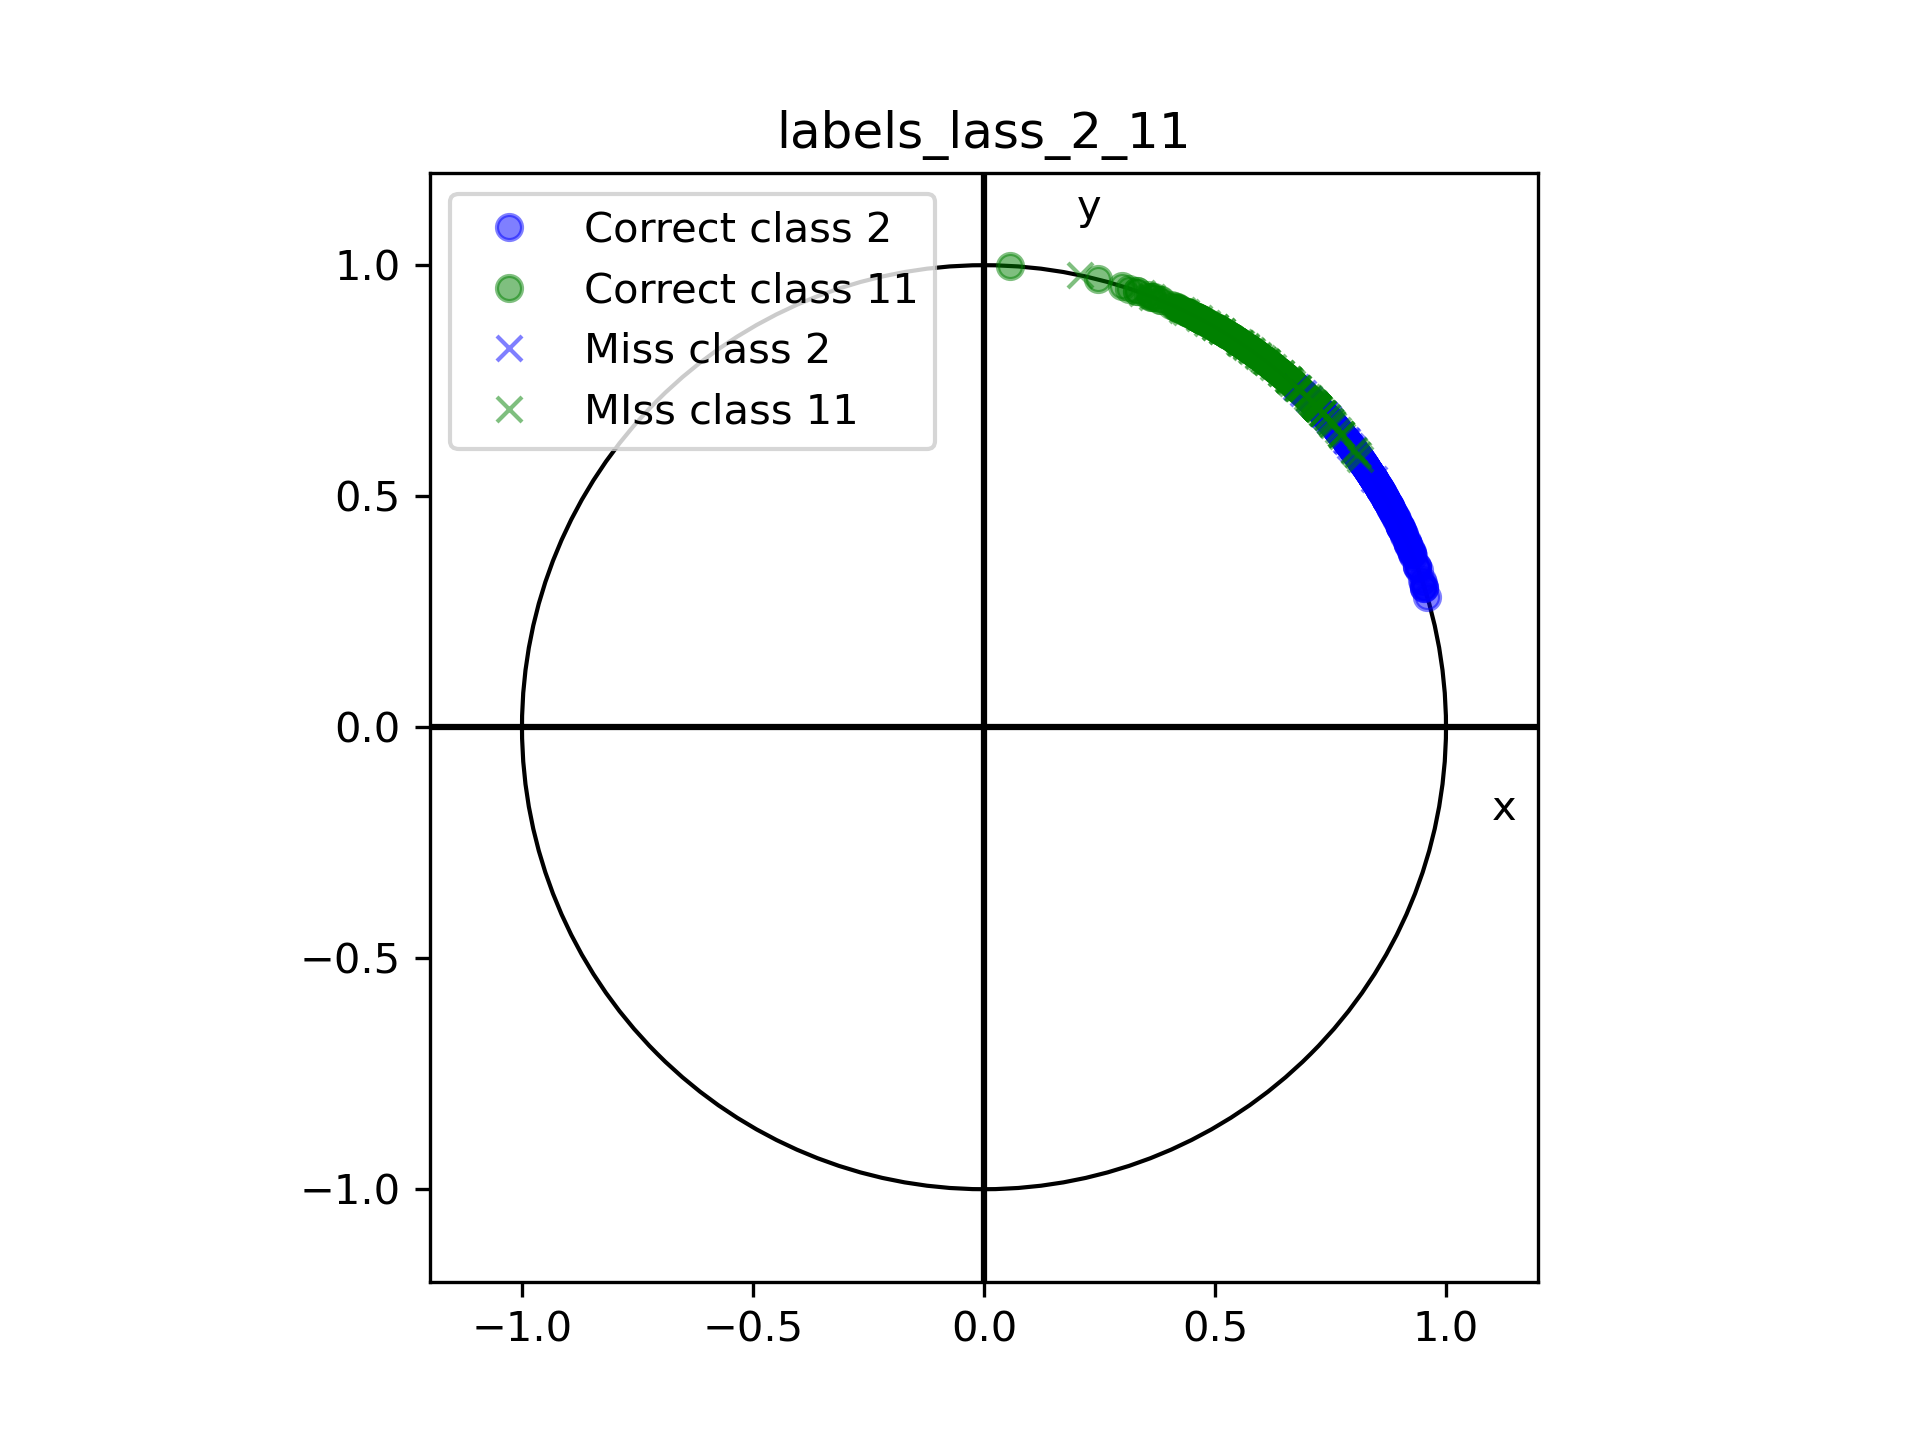 labels_lass_2_11
y
Correct class 2
Correct class 11
Miss class 2
MIss class 11
1.0
0.5
0.0
−0.5
−1.0
x
−1.0 −0.5 0.0 0.5 1.0